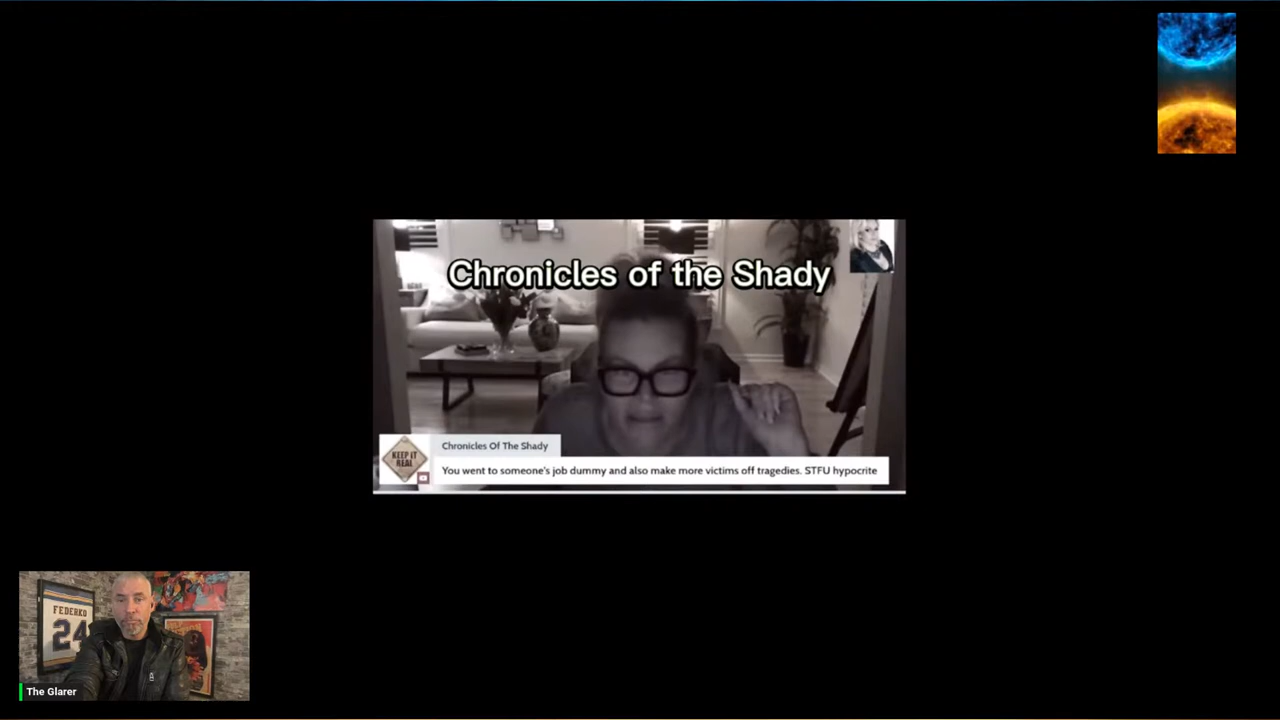 Chronicles of the Shady
KEEP IT
REAL
Chronicles Of The Shady
You went to someone's job dummy and also make more victims off tragedies. STFU hypocrite
FEDERKO
24
The Glarer